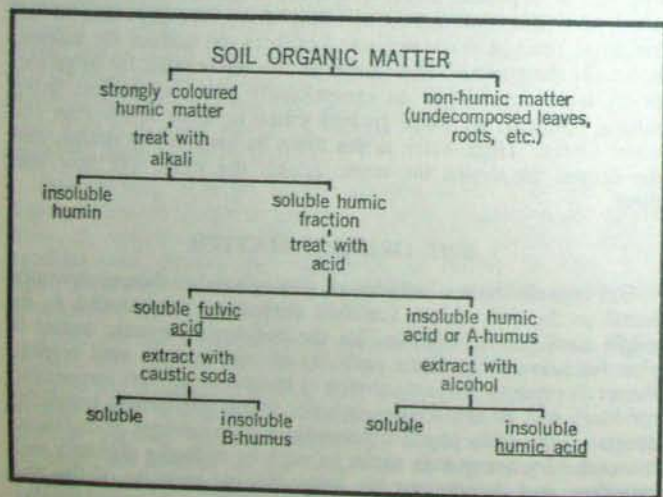 SOIL ORGANIC MATTER
strongly coloured
humic matter
non-humic matter
(undecomposed leaves,
roots, etc.)
treat with
alkali
insoluble
humin
soluble humic
fraction
treat with
acid
soluble fulvic
acid
insoluble humic
acid or A-humus
extract with
caustic soda
extract with
alcohol
soluble
insoluble
B-humus
soluble
insoluble
humic acid